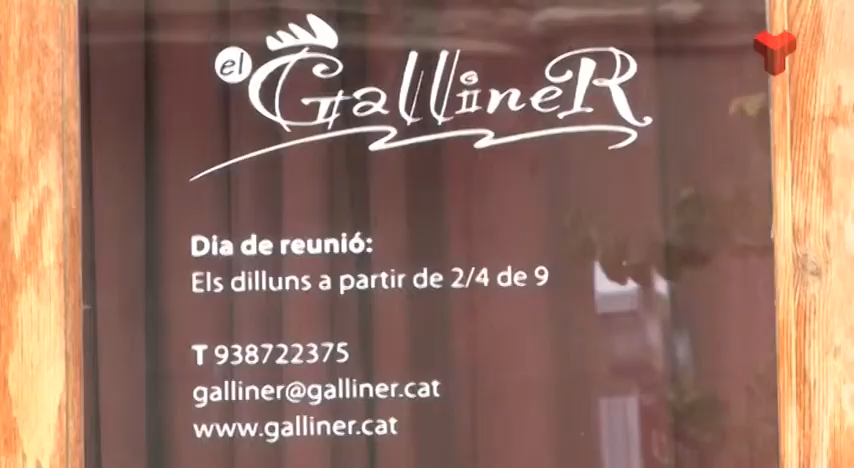 el GallineR
Dia de reunió:
Els dilluns a partir de 2/4 de 9
T 938722375
galliner@galliner.cat
www.galliner.cat